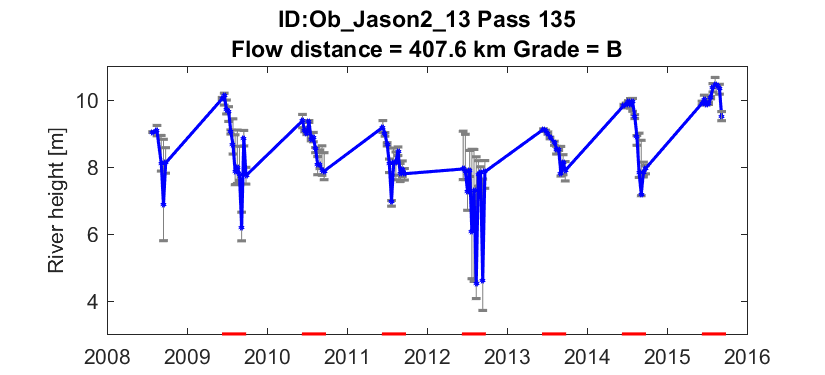 ID:Ob_Jason2_13 Pass 135
Flow distance = 407.6 km Grade = B
River height [m]
10
8
6
4
2008 2009 2010 2011 2012 2013 2014 2015 2016